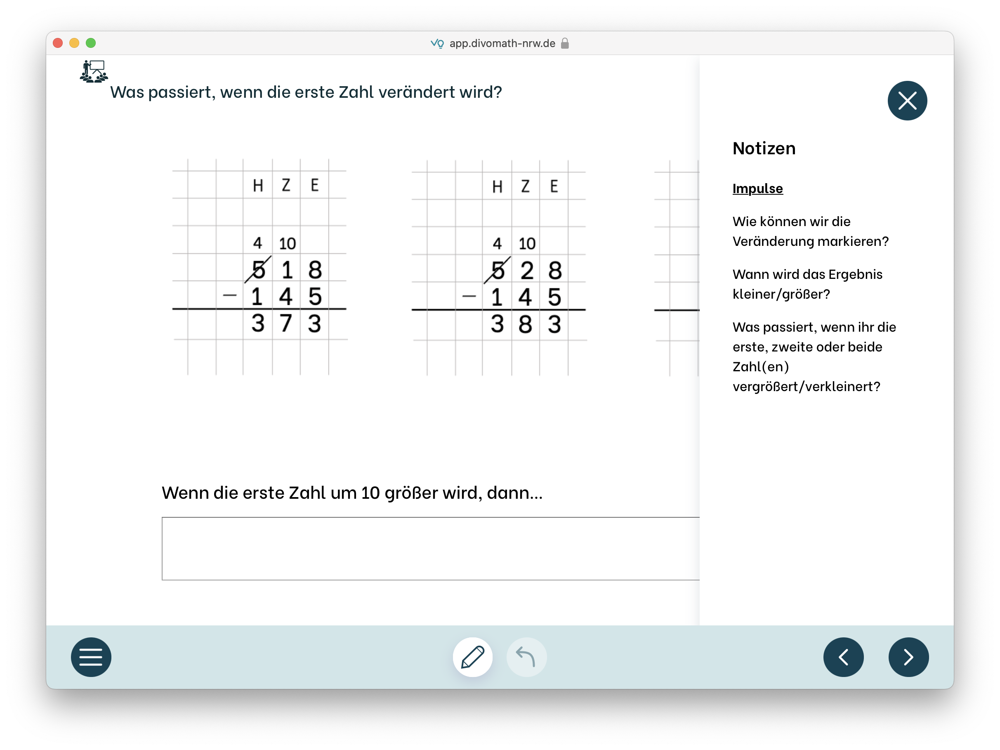 app.divomath-nrw.de
Was passiert, wenn die erste Zahl verändert wird?
H Z E
4 10
5 1 8
– 1 4 5
3 7 3
H Z E
4 10
5 2 8
– 1 4 5
3 8 3
Wenn die erste Zahl um 10 größer wird, dann...
Notizen
Impulse
Wie können wir die
Veränderung markieren?
Wann wird das Ergebnis
kleiner/größer?
Was passiert, wenn ihr die
erste, zweite oder beide
Zahl(en)
vergrößert/verkleinert?